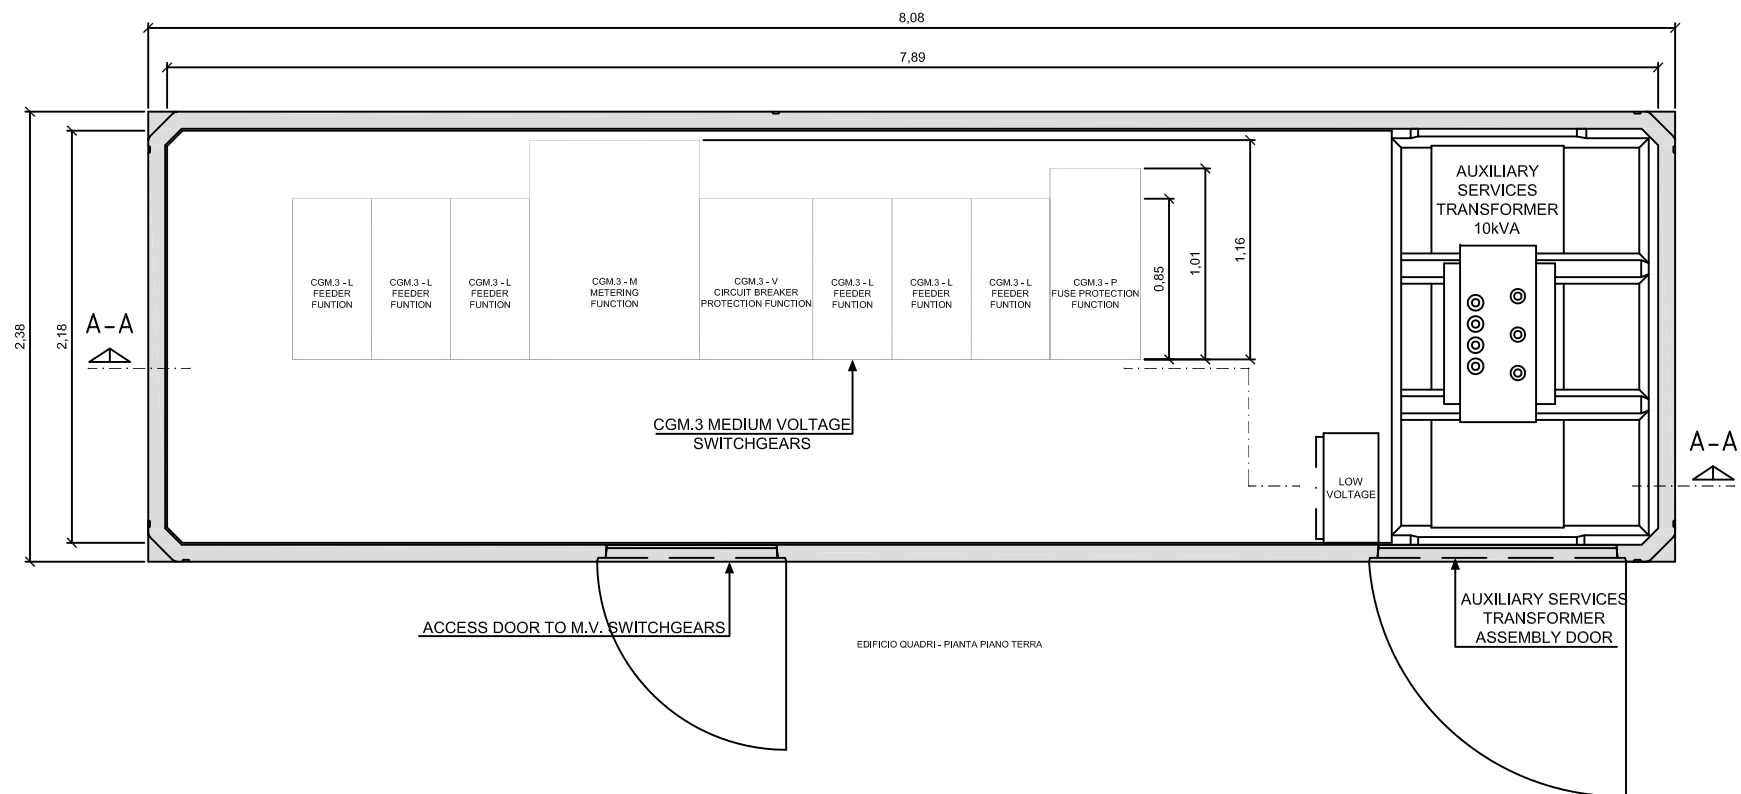 8,08
7,89
2,38
2,18
A-A
CGM.3 - L
FEEDER
FUNTION
CGM.3 - L
FEEDER
FUNTION
CGM.3 - L
FEEDER
FUNTION
CGM.3 - M
METERING
FUNCTION
CGM.3 - V
CIRCUIT BREAKER
PROTECTION FUNCTION
CGM.3 - L
FEEDER
FUNTION
CGM.3 - L
FEEDER
FUNTION
CGM.3 - L
FEEDER
FUNTION
CGM.3 - P
FUSE PROTECTION
FUNCTION
0,85
1,01
1,16
AUXILIARY
SERVICES
TRANSFORMER
10kVA
CGM.3 MEDIUM VOLTAGE
SWITCHGEARS
LOW
VOLTAGE
A-A
ACCESS DOOR TO M.V. SWITCHGEARS
EDIFICIO QUADRI - PIANTA PIANO TERRA
AUXILIARY SERVICES
TRANSFORMER
ASSEMBLY DOOR